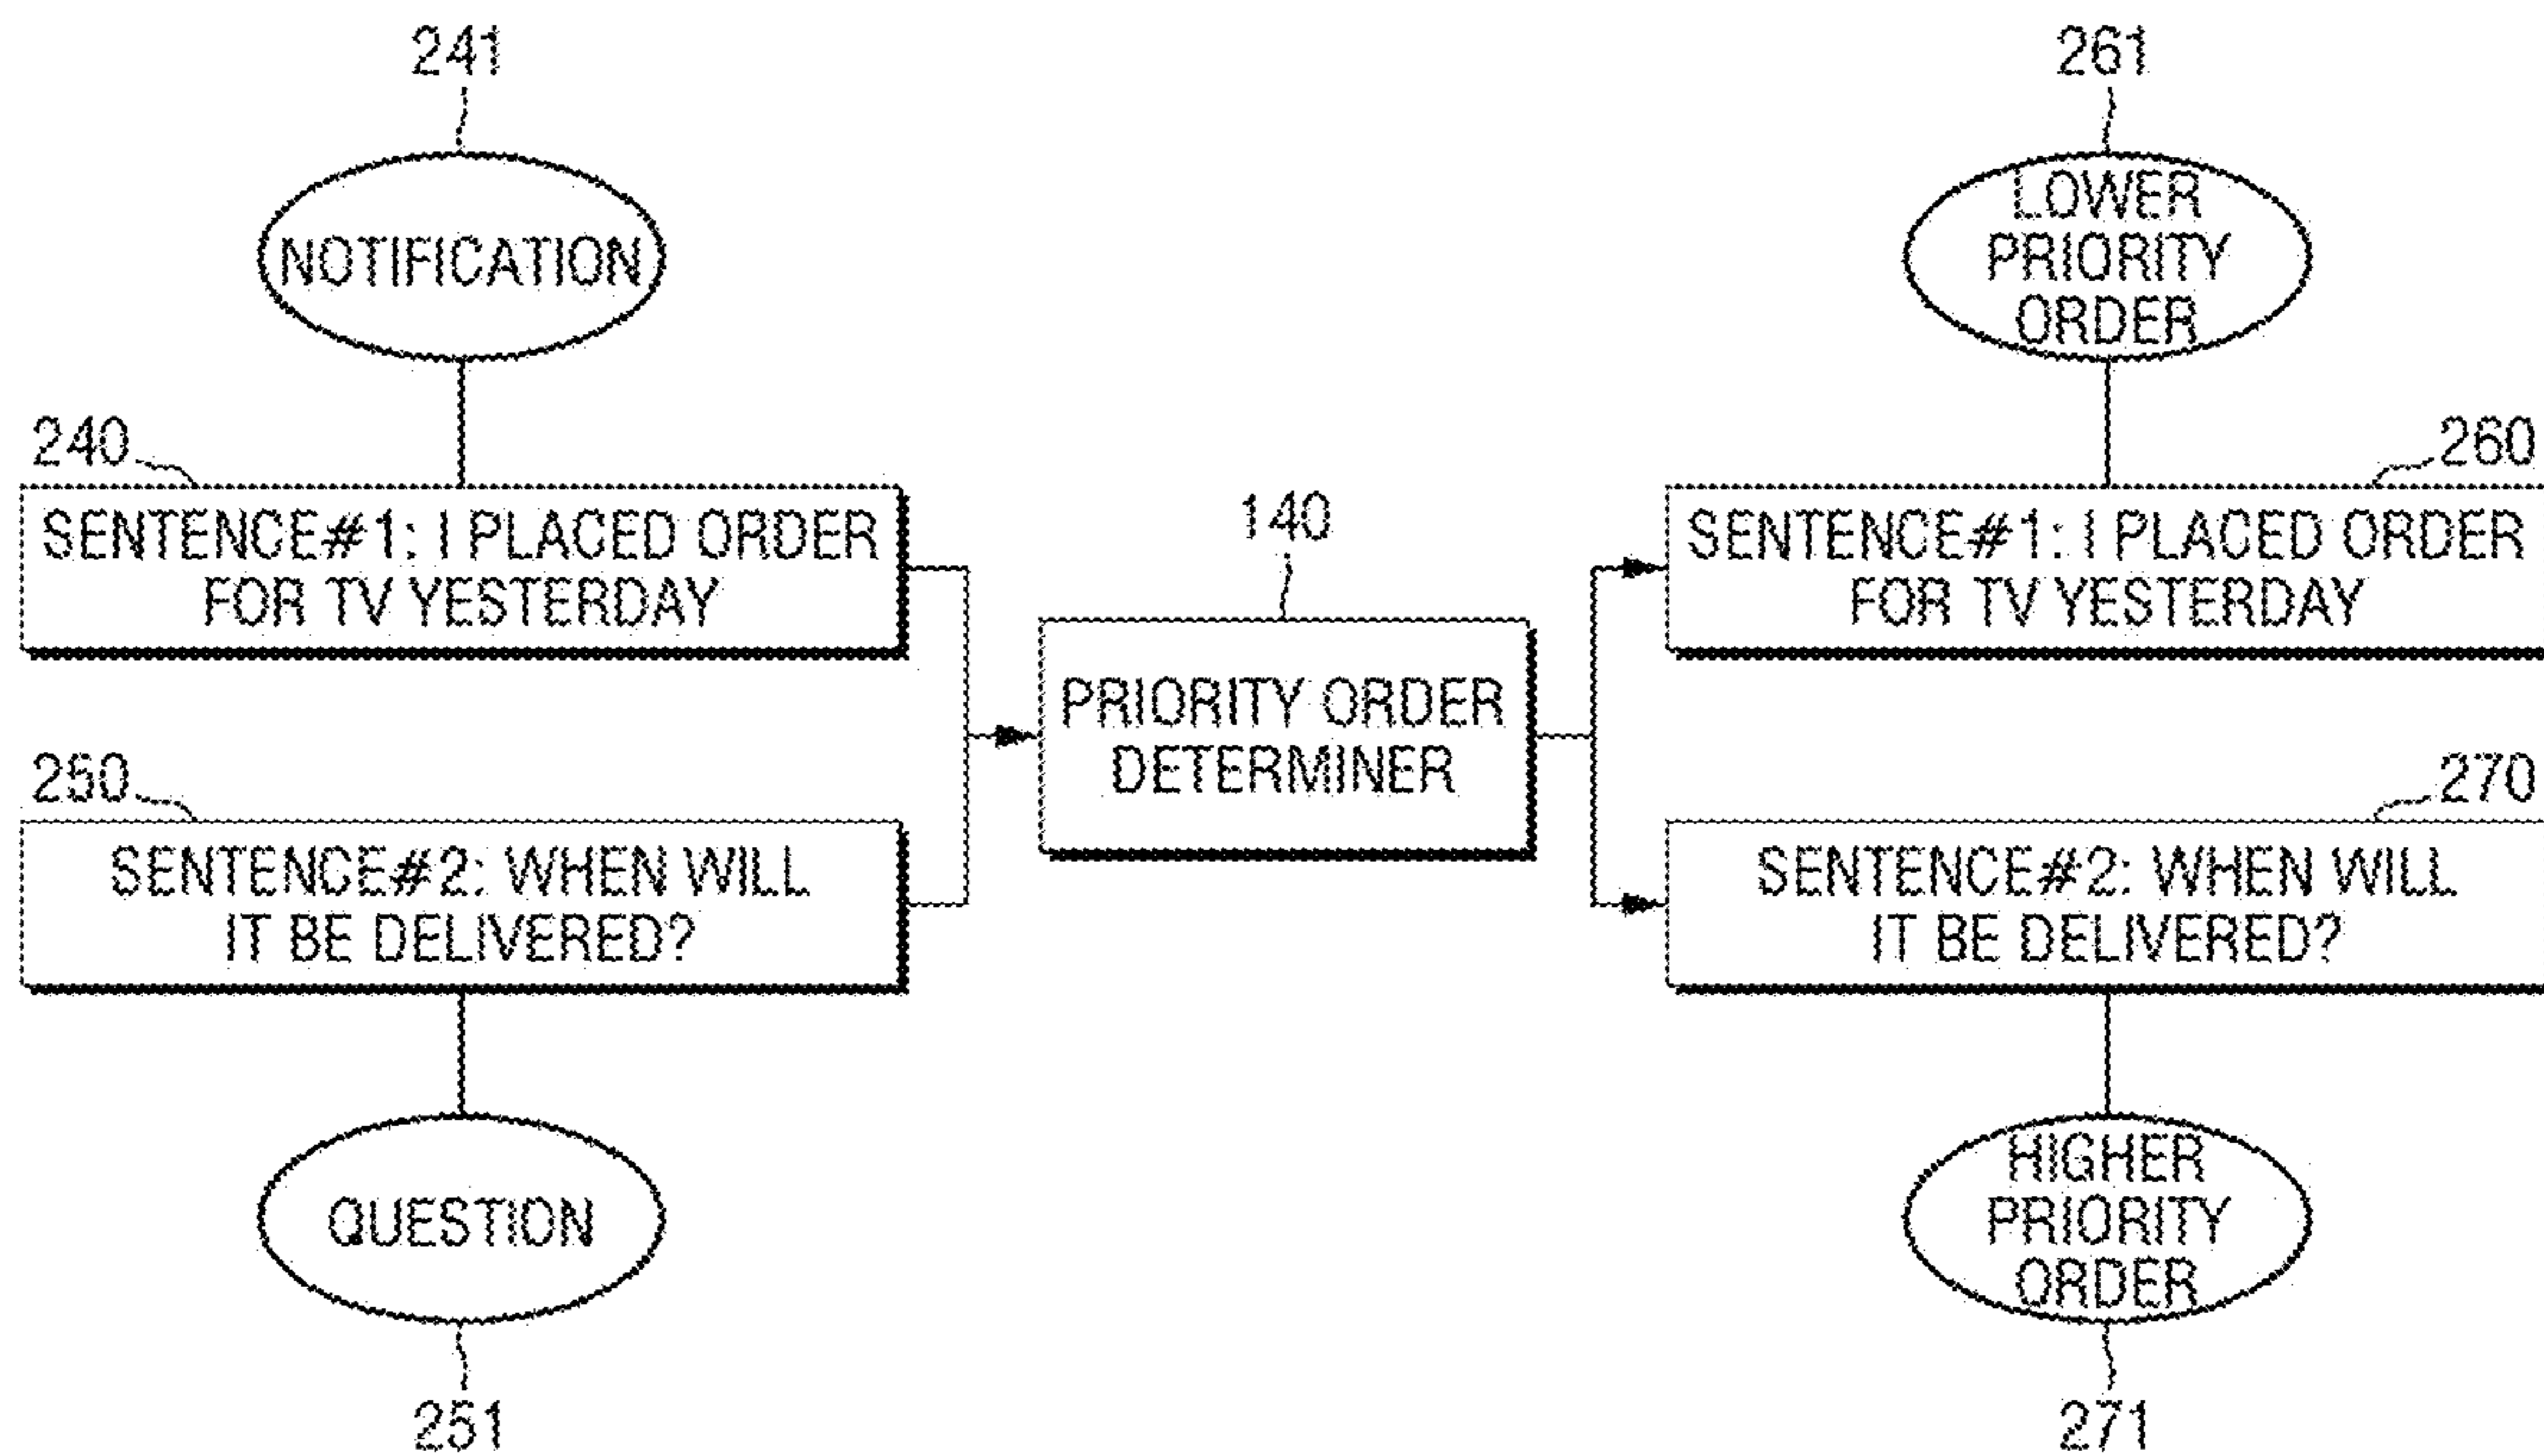 241
NOTIFICATION
240
SENTENCE#1: I PLACED ORDER
FOR TV YESTERDAY
250
SENTENCE#2: WHEN WILL
IT BE DELIVERED?
QUESTION
251
140
PRIORITY ORDER
DETERMINER
261
LOWER
PRIORITY
ORDER
260
SENTENCE#1: I PLACED ORDER
FOR TV YESTERDAY
270
SENTENCE#2: WHEN WILL
IT BE DELIVERED?
HIGHER
PRIORITY
ORDER
271